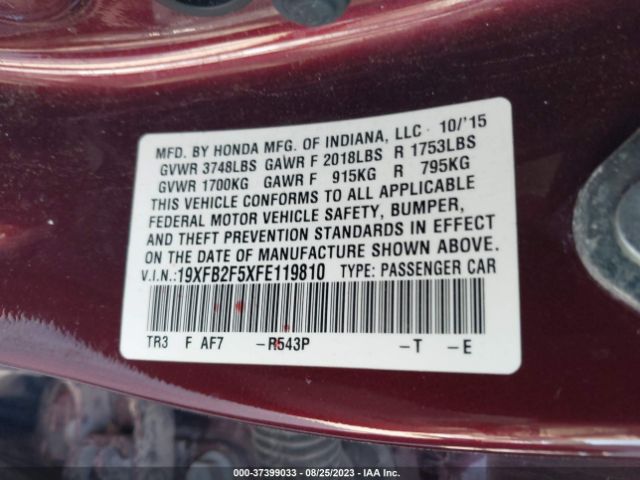 MFD. BY HONDA MFG. OF INDIANA, LLC 10/'15
GVWR 3748LBS GAWR F 2018LBS R 1753LBS
GVWR 1700KG GAWR F 915KG R 795KG
THIS VEHICLE CONFORMS TO ALL APPLICABLE
FEDERAL MOTOR VEHICLE SAFETY, BUMPER,
AND THEFT PREVENTION STANDARDS IN EFFECT
ON THE DATE OF MANUFACTURE SHOWN ABOVE.
V.I.N.:19XFB2F5XFE119810 TYPE: PASSENGER CAR
TR3 F AF7 –R543P –T –E
000-37399033 — 08/25/2023 — IAA Inc.